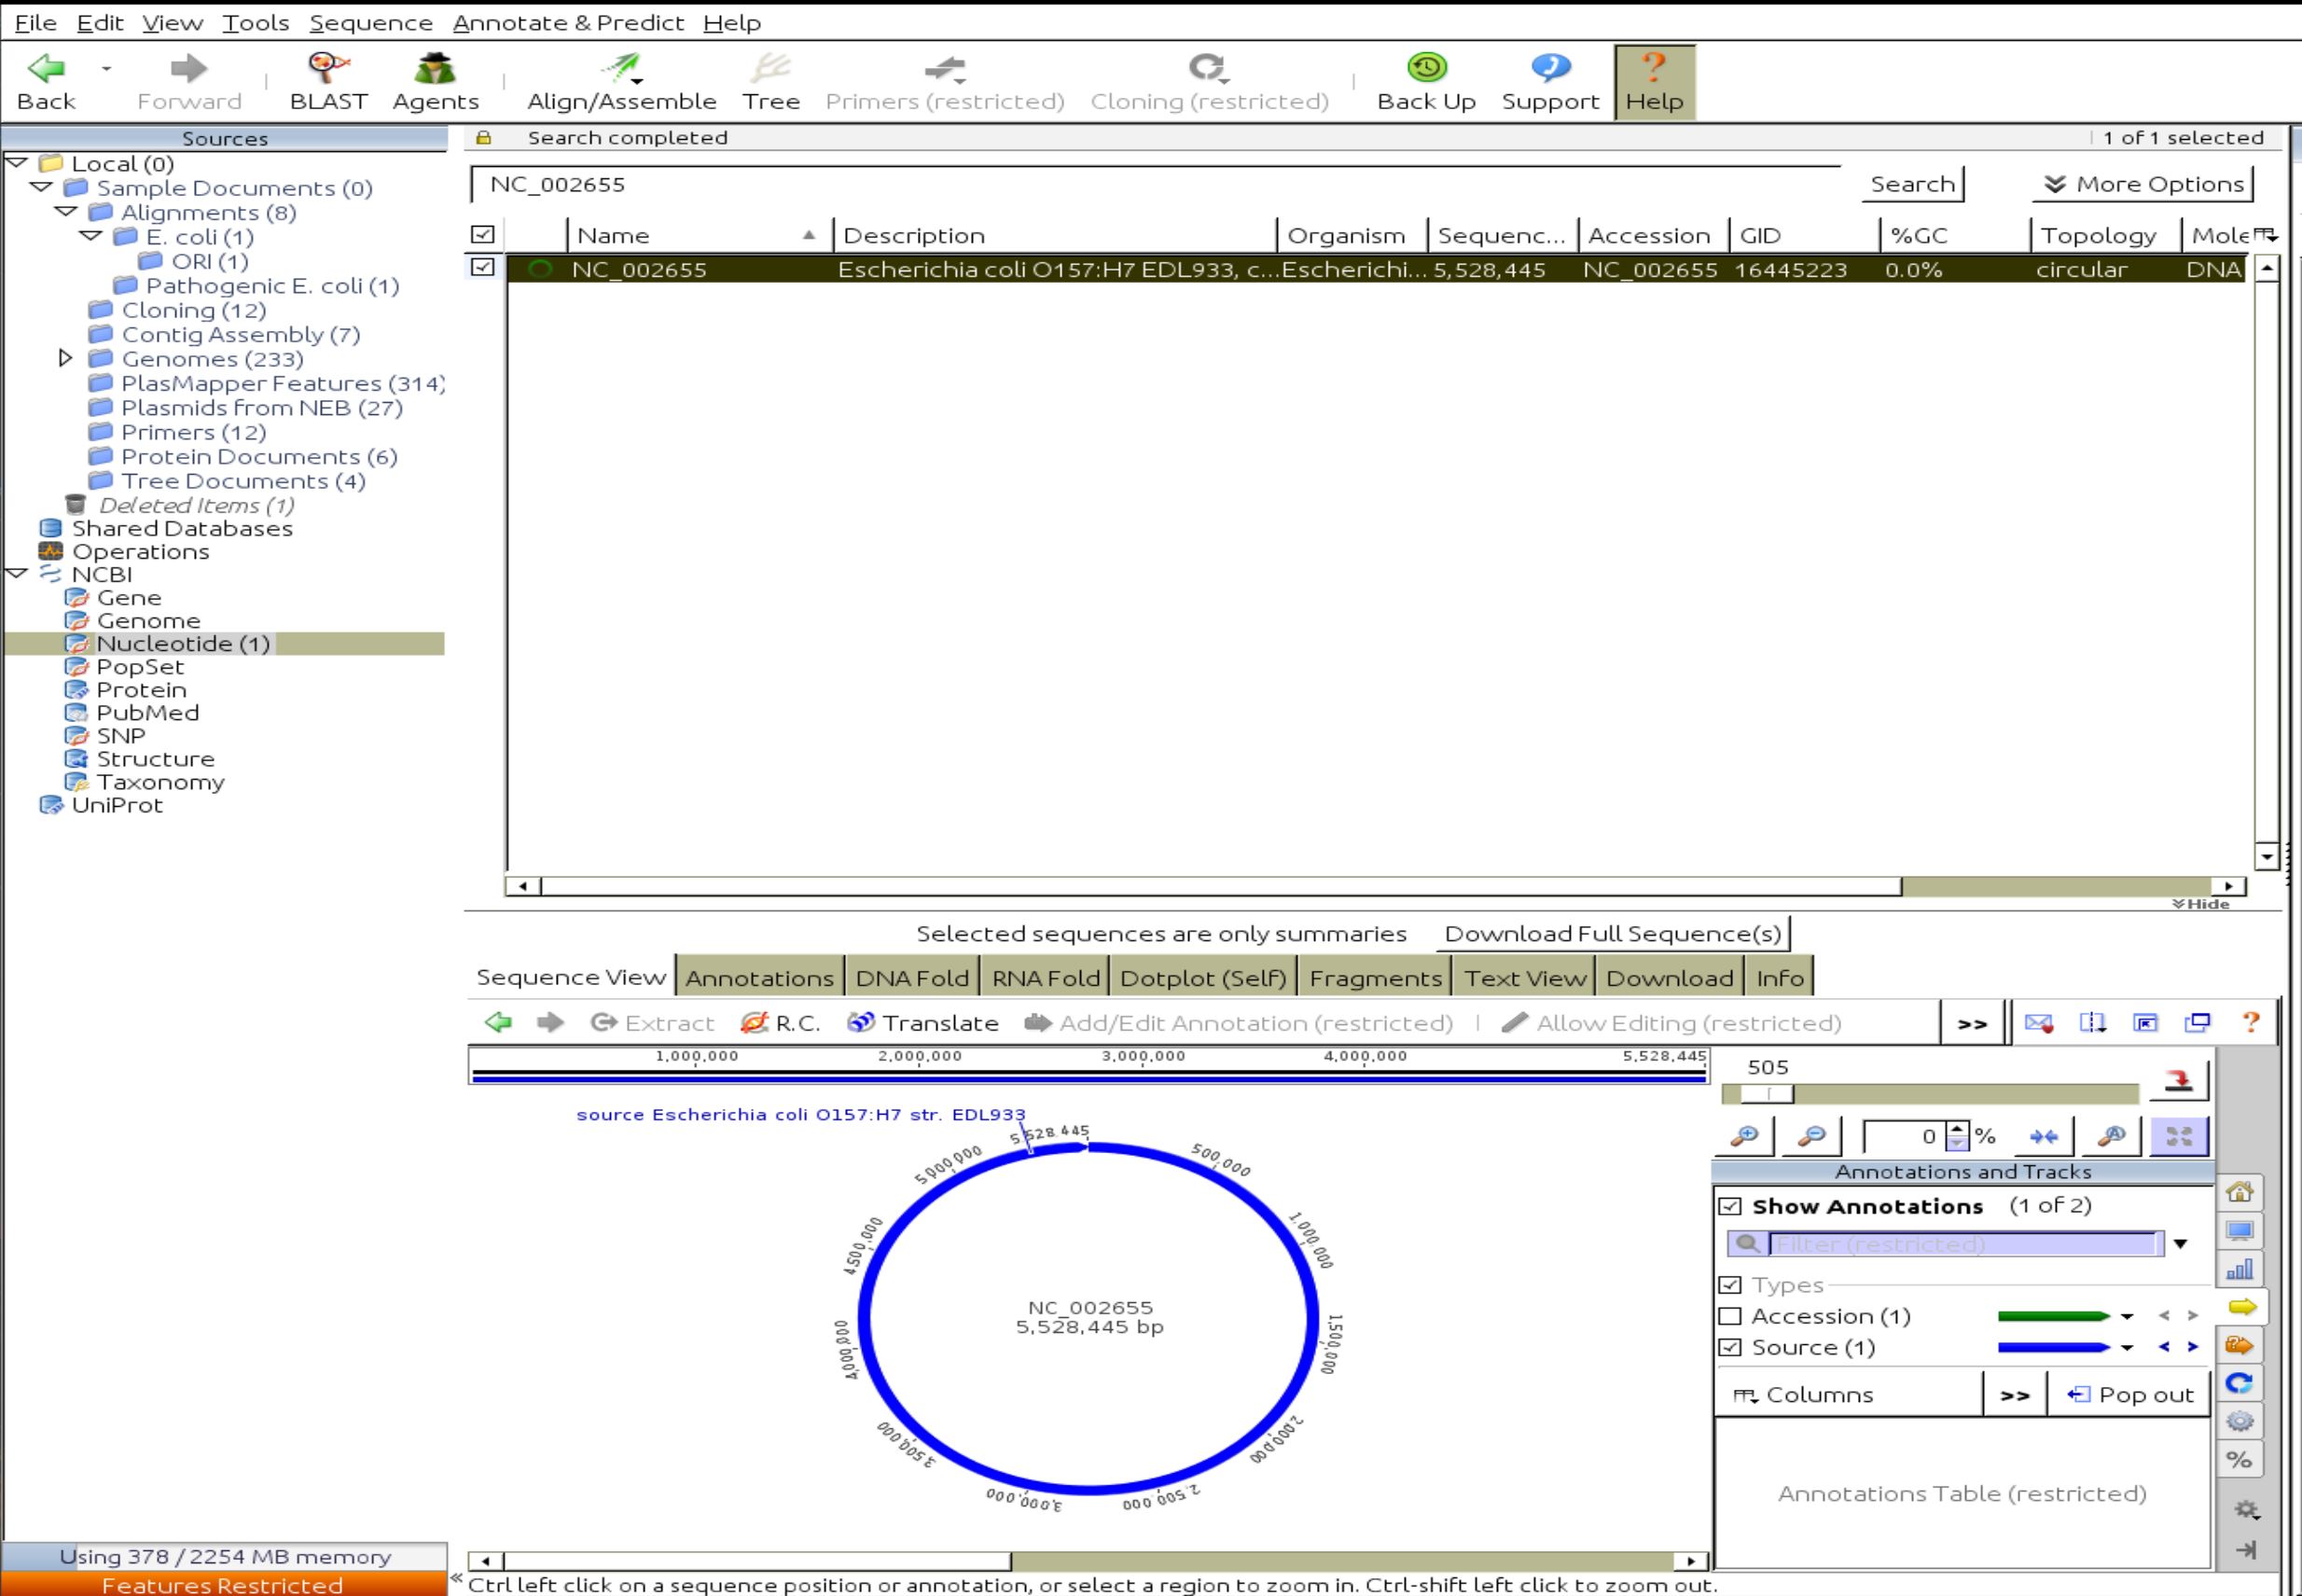 File Edit View Tools Sequence Annotate & Predict Help
Back Forward BLAST Agents Align/Assemble Tree Primers (restricted) Cloning (restricted) Back Up Support Help
Sources
Local (0)
Sample Documents (0)
Alignments (8)
E. coli (1)
ORI (1)
Pathogenic E. coli (1)
Cloning (12)
Contig Assembly (7)
Genomes (233)
PlasMapper Features (314)
Plasmids from NEB (27)
Primers (12)
Protein Documents (6)
Tree Documents (4)
Deleted Items (1)
Shared Databases
Operations
NCBI
Gene
Genome
Nucleotide (1)
PopSet
Protein
PubMed
SNP
Structure
Taxonomy
UniProt
Using 378 / 2254 MB memory
Features Restricted
Search completed 1 of 1 selected
NC_002655 Search More Options
Name Description Organism Sequenc... Accession GID %GC Topology Mole
NC_002655 Escherichia coli O157:H7 EDL933, c... Escherichi... 5,528,445 NC_002655 16445223 0.0% circular DNA
Hide
Selected sequences are only summaries Download Full Sequence(s)
Sequence View Annotations DNA Fold RNA Fold Dotplot (Self) Fragments Text View Download Info
Extract R.C. Translate Add/Edit Annotation (restricted) Allow Editing (restricted) >> ?
1,000,000 2,000,000 3,000,000 4,000,000 5,528,445
source Escherichia coli O157:H7 str. EDL933
5,528,445
500,000
1,000,000
1,500,000
2,000,000
2,500,000
3,000,000
3,500,000
4,000,000
4,500,000
5,000,000
NC_002655
5,528,445 bp
505
0 %
Annotations and Tracks
Show Annotations (1 of 2)
Filter (restricted)
Types
Accession (1) < >
Source (1) < >
Columns >> Pop out
Annotations Table (restricted)
%
« Ctrl left click on a sequence position or annotation, or select a region to zoom in. Ctrl-shift left click to zoom out.